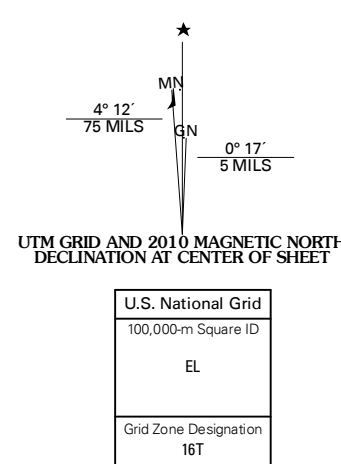 ★
MN
4° 12´
75 MILS
GN
0° 17´
5 MILS
UTM GRID AND 2010 MAGNETIC NORTH
DECLINATION AT CENTER OF SHEET
U.S. National Grid
100,000-m Square ID
EL
Grid Zone Designation
16T